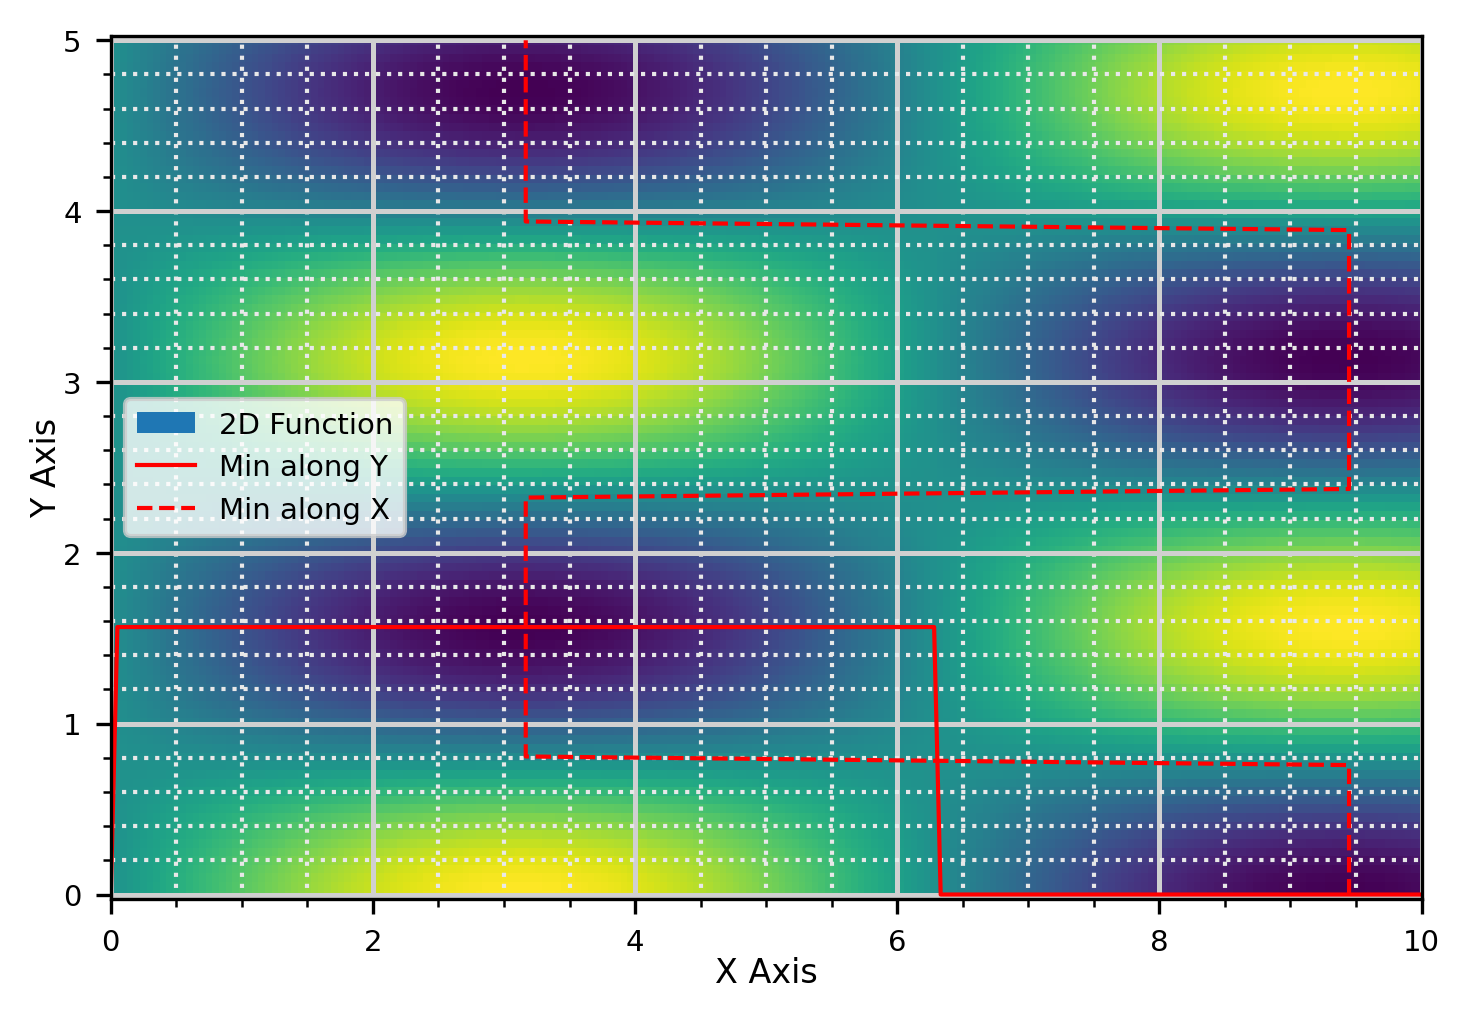 5
4
3
2
1
0
Y Axis
2D Function
Min along Y
Min along X
0 2 4 6 8 10
X Axis